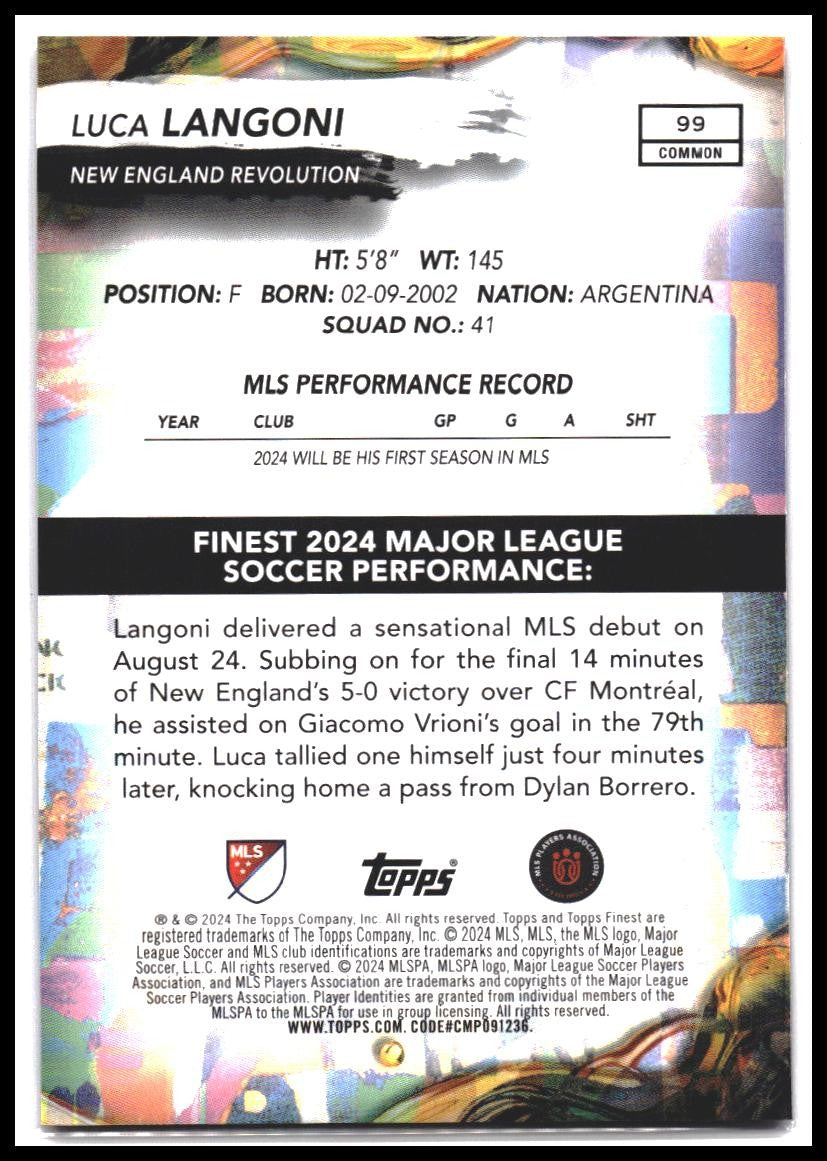 LUCA LANGONI
99
COMMON
NEW ENGLAND REVOLUTION
HT: 5'8" WT: 145
POSITION: F BORN: 02-09-2002 NATION: ARGENTINA
SQUAD NO.: 41
MLS PERFORMANCE RECORD
YEAR CLUB GP G A SHT
2024 WILL BE HIS FIRST SEASON IN MLS
FINEST 2024 MAJOR LEAGUE
SOCCER PERFORMANCE:
Langoni delivered a sensational MLS debut on
August 24. Subbing on for the final 14 minutes
of New England's 5-0 victory over CF Montréal,
he assisted on Giacomo Vrioni's goal in the 79th
minute. Luca tallied one himself just four minutes
later, knocking home a pass from Dylan Borrero.
MLS
Topps®
MLS PLAYERS ASSOCIATION
® & © 2024 The Topps Company, Inc. All rights reserved. Topps and Topps Finest are
registered trademarks of The Topps Company, Inc. © 2024 MLS, MLS, the MLS logo, Major
League Soccer and MLS club identifications are trademarks and copyrights of Major League
Soccer, L.L.C. All rights reserved. © 2024 MLSPA, MLSPA logo, Major League Soccer Players
Association, and MLS Players Association are trademarks and copyrights of the Major League
Soccer Players Association. Player Identities are granted from individual members of the
MLSPA to the MLSPA for use in group licensing. All rights reserved.
WWW.TOPPS.COM. CODE#CMP091236.